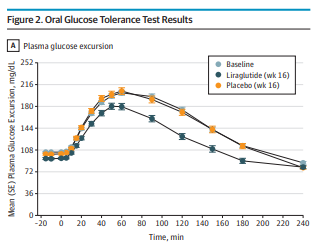 Figure 2. Oral Glucose Tolerance Test Results
A Plasma glucose excursion
Mean (SE) Plasma Glucose Excursion, mg/dL
252
216
180
144
108
72
36
0
Baseline
Liraglutide (wk 16)
Placebo (wk 16)
-20 0 20 40 60 80 100 120 140 160 180 200 220 240
Time, min